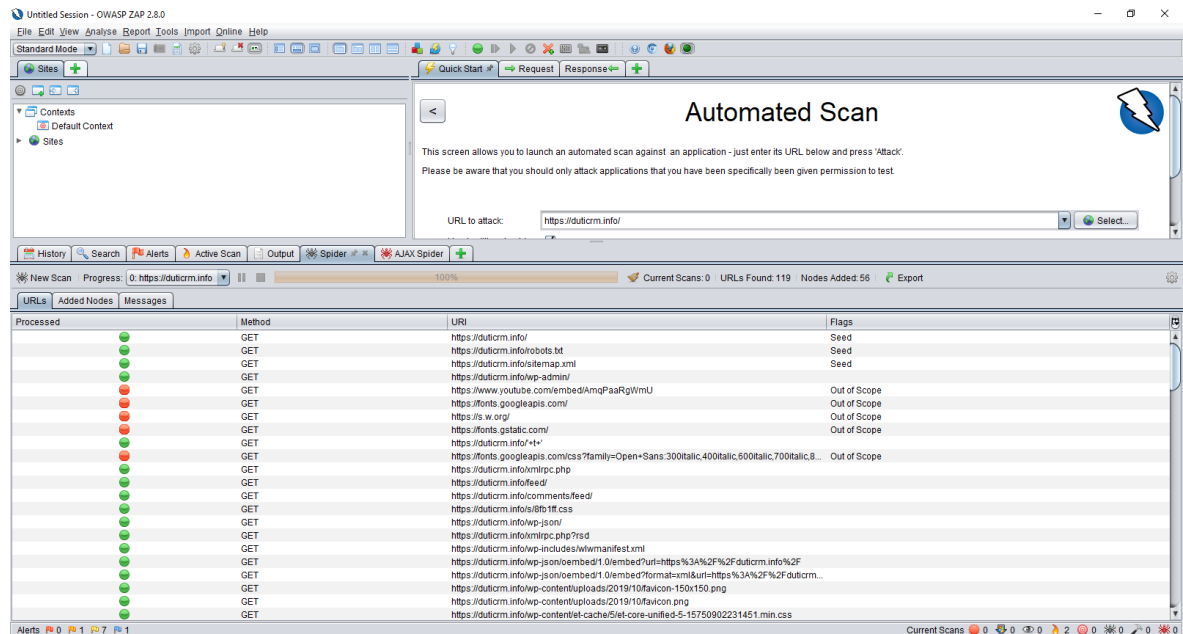 Untitled Session - OWASP ZAP 2.8.0
File Edit View Analyse Report Tools Import Online Help
Standard Mode
Sites
Quick Start Request Response
Contexts
Default Context
Sites
<
Automated Scan
This screen allows you to launch an automated scan against an application - just enter its URL below and press 'Attack'.
Please be aware that you should only attack applications that you have been specifically been given permission to test.
URL to attack: https://duticrm.info/ Select...
History Search Alerts Active Scan Output Spider AJAX Spider
New Scan Progress: 0: https://duticrm.info 100% Current Scans: 0 URLs Found: 119 Nodes Added: 56 Export
URLs Added Nodes Messages
Processed Method URI Flags
GET https://duticrm.info/ Seed
GET https://duticrm.info/robots.txt Seed
GET https://duticrm.info/sitemap.xml Seed
GET https://duticrm.info/wp-admin/
GET https://www.youtube.com/embed/AmqPaaRgWmU Out of Scope
GET https://fonts.googleapis.com/ Out of Scope
GET https://s.w.org/ Out of Scope
GET https://fonts.gstatic.com/ Out of Scope
GET https://duticrm.info/'+t+'
GET https://fonts.googleapis.com/css?family=Open+Sans:300italic,400italic,600italic,700italic,8... Out of Scope
GET https://duticrm.info/xmlrpc.php
GET https://duticrm.info/feed/
GET https://duticrm.info/comments/feed/
GET https://duticrm.info/s/8fb1ff.css
GET https://duticrm.info/wp-json/
GET https://duticrm.info/xmlrpc.php?rsd
GET https://duticrm.info/wp-includes/wlwmanifest.xml
GET https://duticrm.info/wp-json/oembed/1.0/embed?url=https%3A%2F%2Fduticrm.info%2F
GET https://duticrm.info/wp-json/oembed/1.0/embed?format=xml&url=https%3A%2F%2Fduticrm...
GET https://duticrm.info/wp-content/uploads/2019/10/favicon-150x150.png
GET https://duticrm.info/wp-content/uploads/2019/10/favicon.png
GET https://duticrm.info/wp-content/et-cache/5/et-core-unified-5-15750902231451.min.css
Alerts 0 1 7 1 Current Scans 0 0 0 2 0 0 0 0